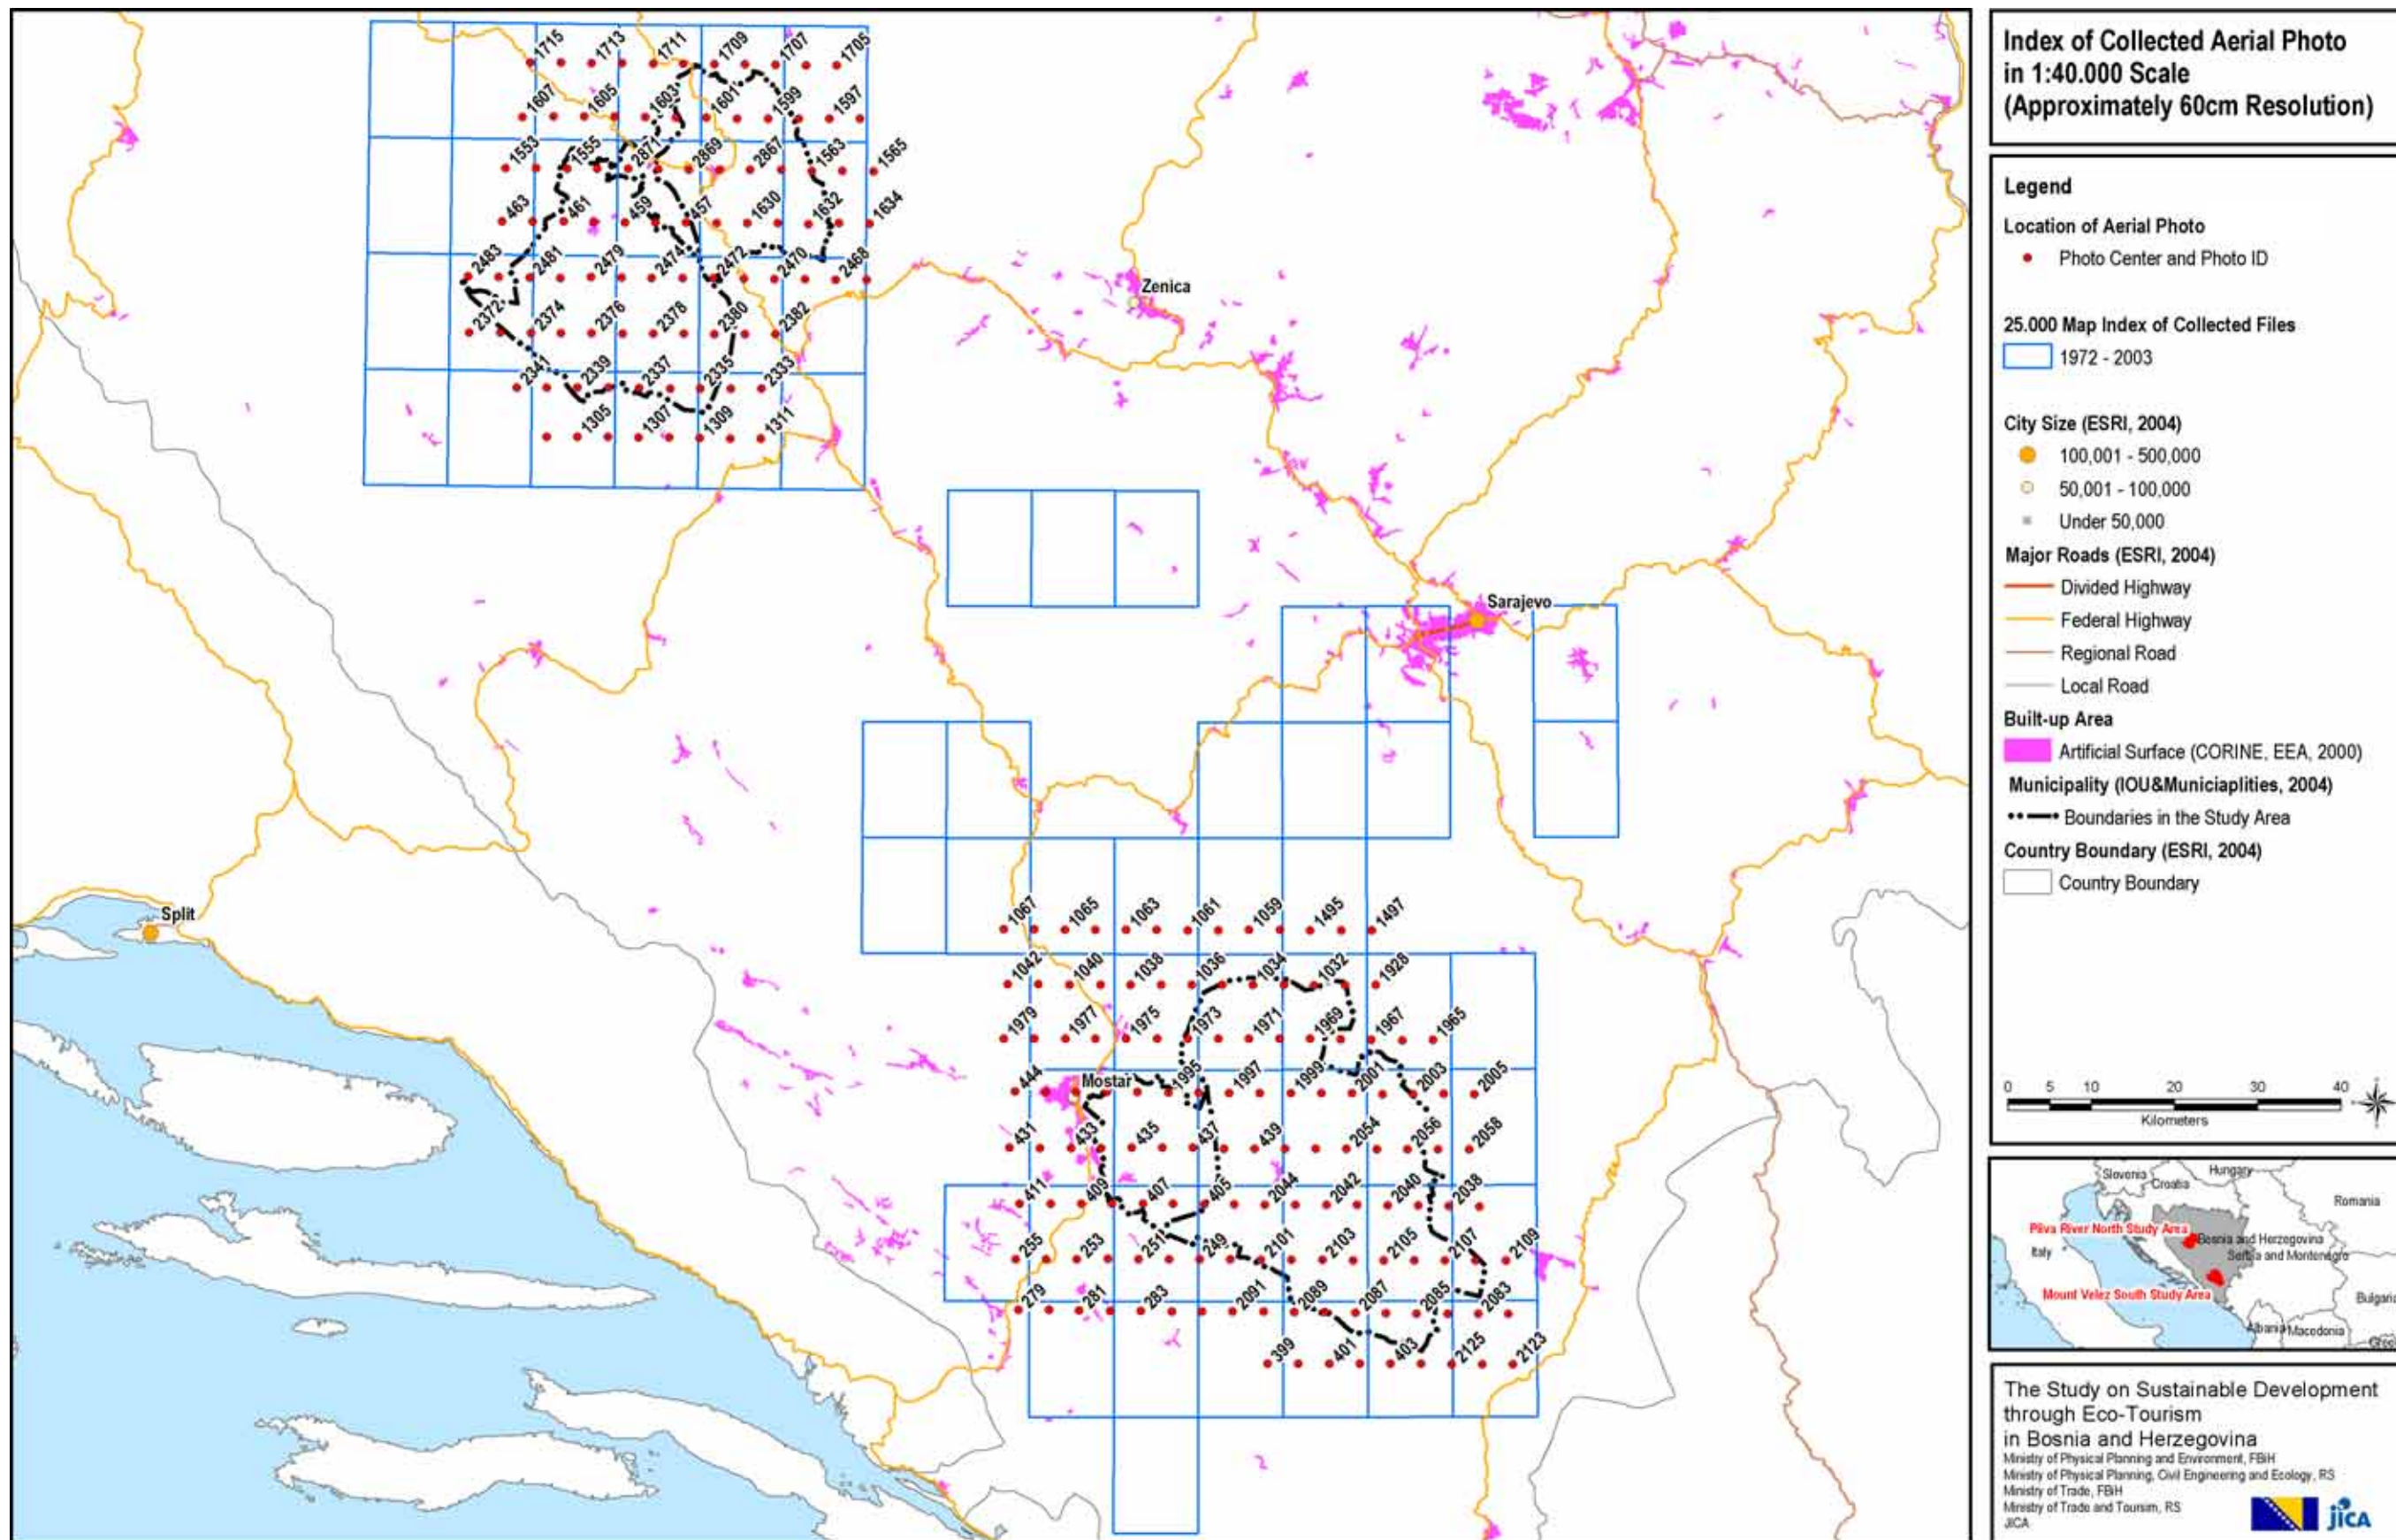 1715 1713 1711 1709 1707 1705
1607 1605 1603 1601 1599 1597
1553 1555 2871 2869 2867 1563 1565
463 461 459 457 1630 1632 1634
2483 2481 2479 2474 2472 2470 2468
2372 2374 2376 2378 2380 2382
2341 2339 2337 2335 2333
1305 1307 1309 1311
Zenica
Sarajevo
Split
1067 1065 1063 1061 1059 1495 1497
1042 1040 1038 1036 1034 1032 1928
1979 1977 1975 1973 1971 1969 1967 1965
444 Mostar 1995 1997 1999 2001 2003 2005
431 433 435 437 439 2054 2056 2058
411 409 407 405 2044 2042 2040 2038
255 253 251 249 2101 2103 2105 2107 2109
279 281 283 2091 2089 2087 2085 2083
399 401 403 2125 2123
Index of Collected Aerial Photo
in 1:40.000 Scale
(Approximately 60cm Resolution)
Legend
Location of Aerial Photo
Photo Center and Photo ID
25.000 Map Index of Collected Files
1972 - 2003
City Size (ESRI, 2004)
100,001 - 500,000
50,001 - 100,000
Under 50,000
Major Roads (ESRI, 2004)
Divided Highway
Federal Highway
Regional Road
Local Road
Built-up Area
Artificial Surface (CORINE, EEA, 2000)
Municipality (IOU&Municiaplities, 2004)
Boundaries in the Study Area
Country Boundary (ESRI, 2004)
Country Boundary
0 5 10 20 30 40
Kilometers
Slovenia Hungary
Croatia
Romania
Pliva River North Study Area
Bosnia and Herzegovina
Italy Serbia and Montenegro
Mount Velez South Study Area
Bulgaria
Albania Macedonia
Gree
The Study on Sustainable Development
through Eco-Tourism
in Bosnia and Herzegovina
Ministry of Physical Planning and Environment, FBiH
Ministry of Physical Planning, Civil Engineering and Ecology, RS
Ministry of Trade, FBiH
Ministry of Trade and Toursim, RS
JICA
JICA